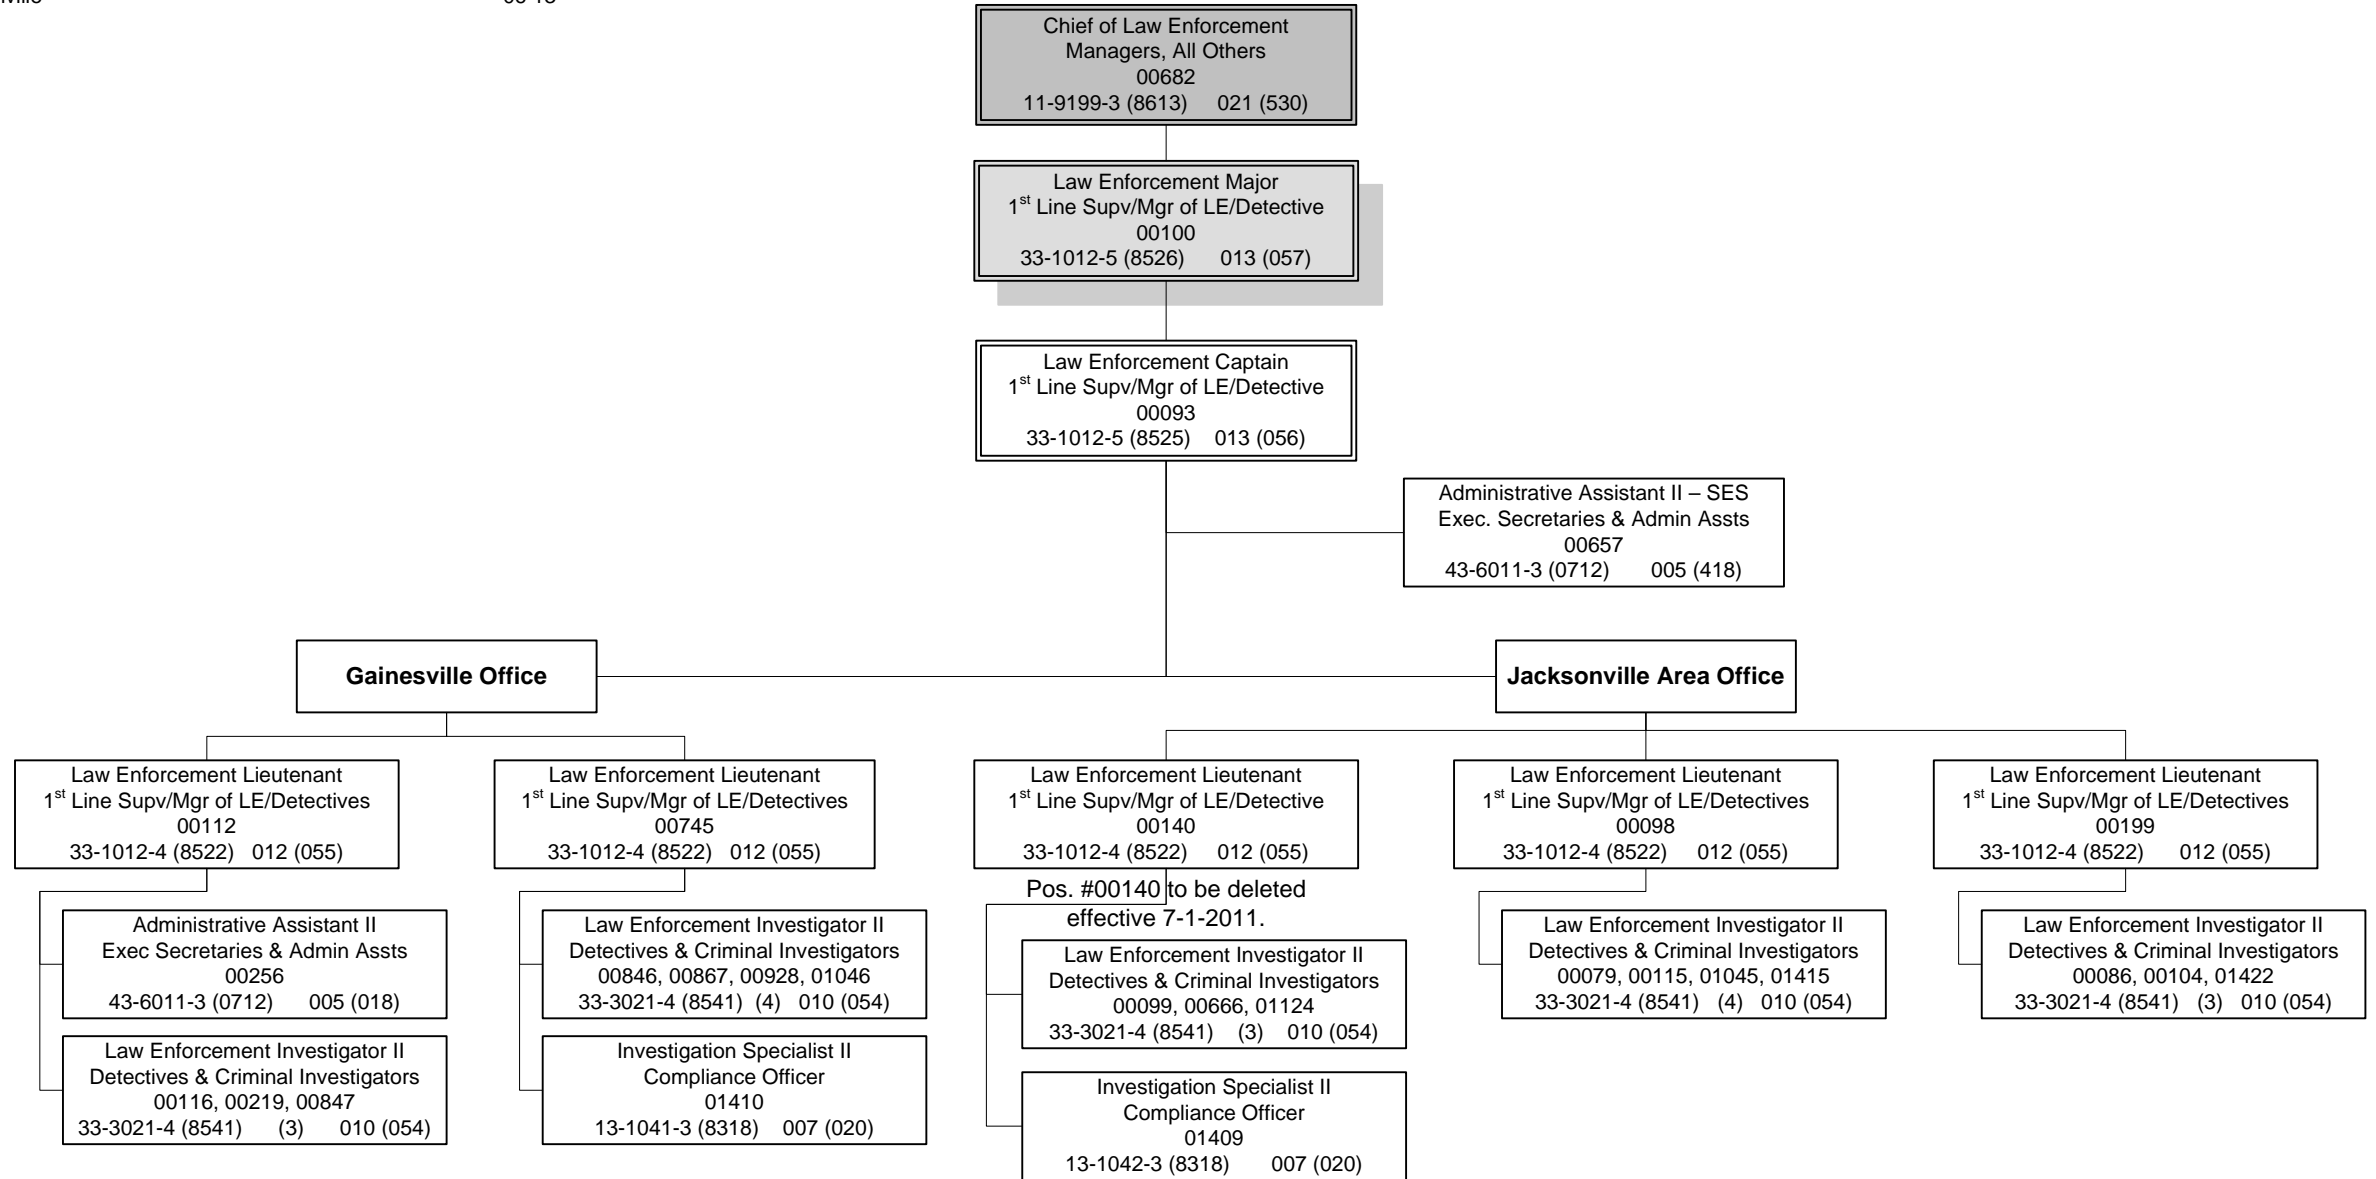 Chief of Law Enforcement
Managers, All Others
00682
11-9199-3 (8613) 021 (530)
Law Enforcement Major
1st Line Supv/Mgr of LE/Detective
00100
33-1012-5 (8526) 013 (057)
Law Enforcement Captain
1st Line Supv/Mgr of LE/Detective
00093
33-1012-5 (8525) 013 (056)
Administrative Assistant II – SES
Exec. Secretaries & Admin Assts
00657
43-6011-3 (0712) 005 (418)
Gainesville Office
Jacksonville Area Office
Law Enforcement Lieutenant
1st Line Supv/Mgr of LE/Detectives
00112
33-1012-4 (8522) 012 (055)
Administrative Assistant II
Exec Secretaries & Admin Assts
00256
43-6011-3 (0712) 005 (018)
Law Enforcement Investigator II
Detectives & Criminal Investigators
00116, 00219, 00847
33-3021-4 (8541) (3) 010 (054)
Law Enforcement Lieutenant
1st Line Supv/Mgr of LE/Detectives
00745
33-1012-4 (8522) 012 (055)
Law Enforcement Investigator II
Detectives & Criminal Investigators
00846, 00867, 00928, 01046
33-3021-4 (8541) (4) 010 (054)
Investigation Specialist II
Compliance Officer
01410
13-1041-3 (8318) 007 (020)
Law Enforcement Lieutenant
1st Line Supv/Mgr of LE/Detective
00140
33-1012-4 (8522) 012 (055)
Pos. #00140 to be deleted
effective 7-1-2011.
Law Enforcement Investigator II
Detectives & Criminal Investigators
00099, 00666, 01124
33-3021-4 (8541) (3) 010 (054)
Investigation Specialist II
Compliance Officer
01409
13-1042-3 (8318) 007 (020)
Law Enforcement Lieutenant
1st Line Supv/Mgr of LE/Detectives
00098
33-1012-4 (8522) 012 (055)
Law Enforcement Investigator II
Detectives & Criminal Investigators
00079, 00115, 01045, 01415
33-3021-4 (8541) (4) 010 (054)
Law Enforcement Lieutenant
1st Line Supv/Mgr of LE/Detectives
00199
33-1012-4 (8522) 012 (055)
Law Enforcement Investigator II
Detectives & Criminal Investigators
00086, 00104, 01422
33-3021-4 (8541) (3) 010 (054)